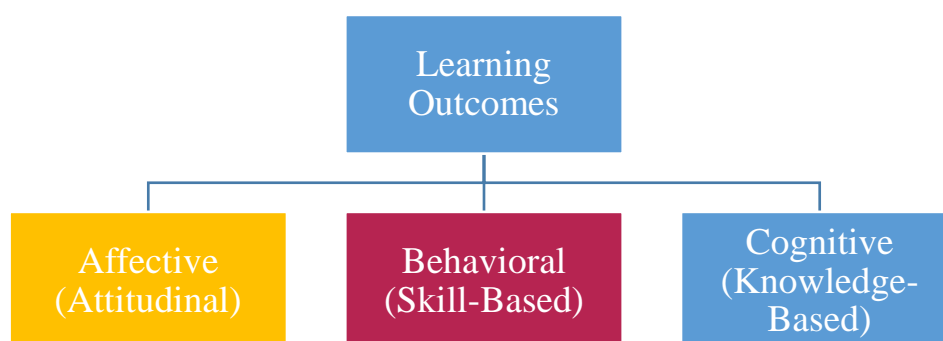 Learning
Outcomes
Affective
(Attitudinal)
Behavioral
(Skill-Based)
Cognitive
(Knowledge-
Based)